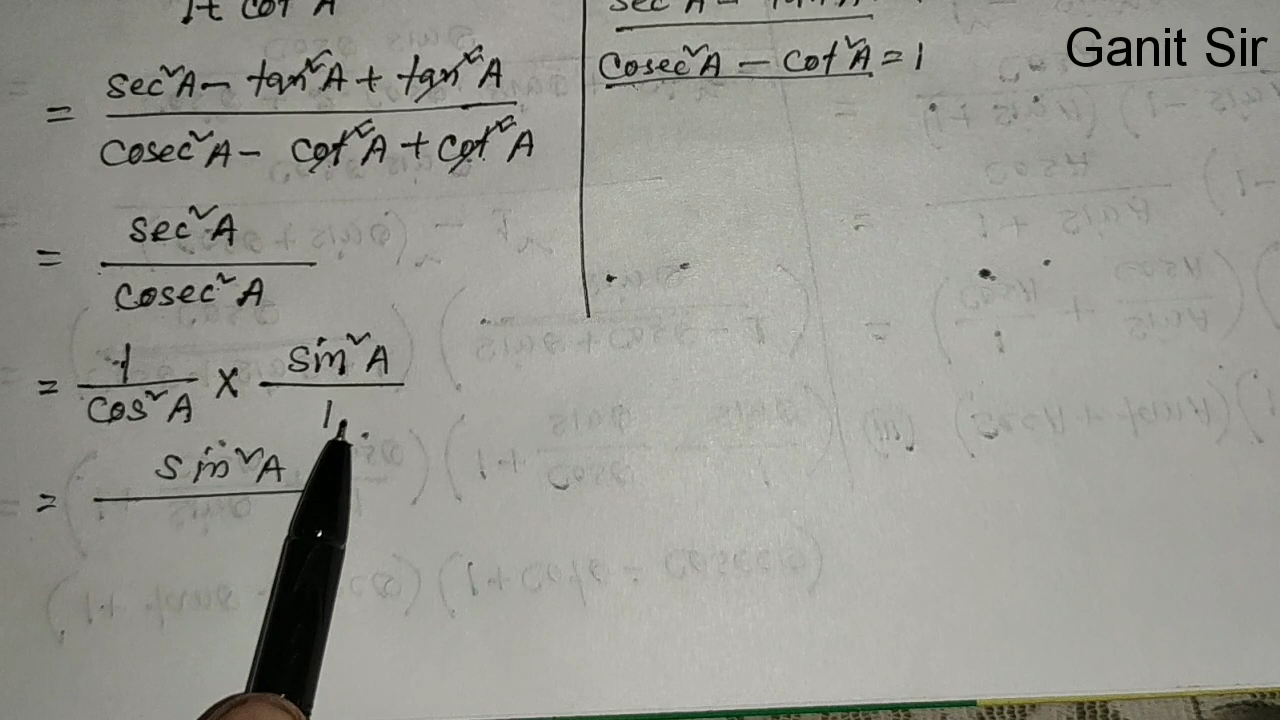 1+ cot A
= sec²A - tan²A + tan²A
cosec²A - cot²A + cot²A
= sec²A
cosec²A
= 1 × sin²A
cos²A 1
= sin²A
sec A -
cosec²A - cot²A = 1
Ganit Sir